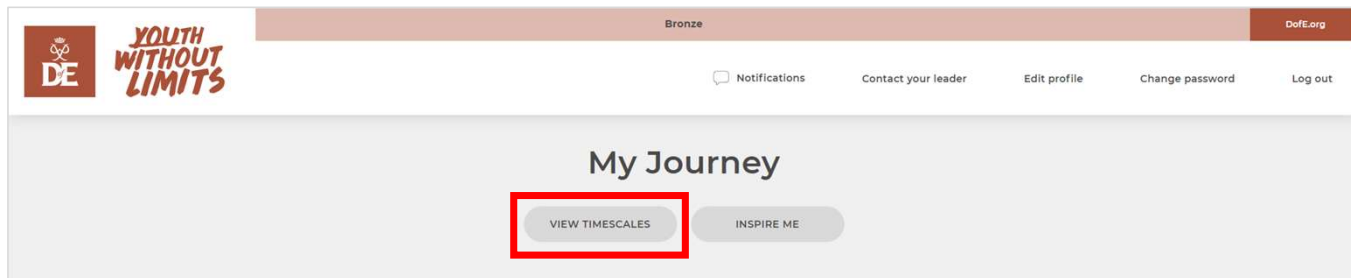 Bronze
DofE.org
DofE
YOUTH
WITHOUT
LIMITS
Notifications
Contact your leader
Edit profile
Change password
Log out
My Journey
VIEW TIMESCALES
INSPIRE ME